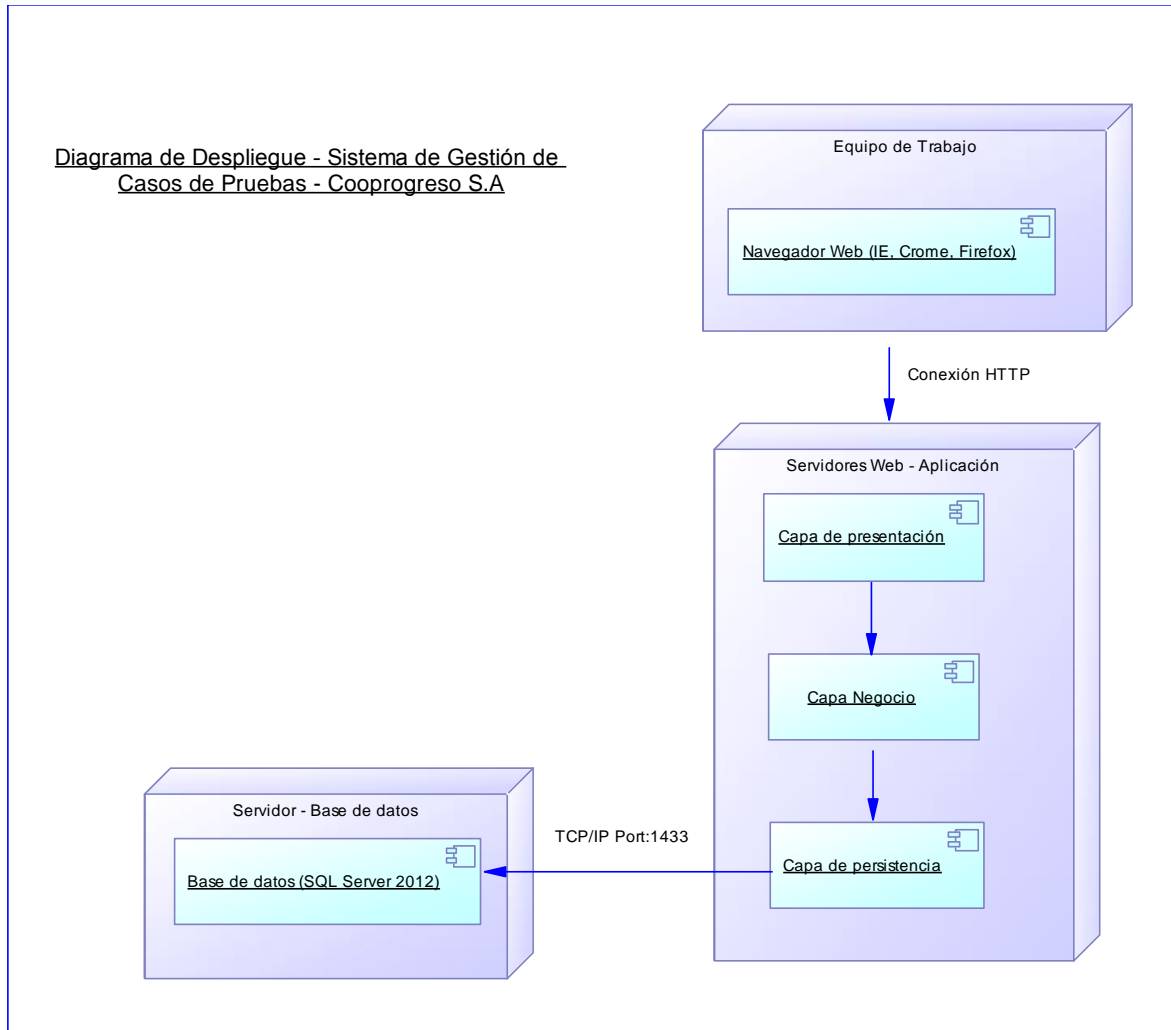 Diagrama de Despliegue - Sistema de Gestión de
Casos de Pruebas - Cooprogreso S.A
Equipo de Trabajo
Navegador Web (IE, Crome, Firefox)
Conexión HTTP
Servidores Web - Aplicación
Capa de presentación
Capa Negocio
Capa de persistencia
TCP/IP Port:1433
Servidor - Base de datos
Base de datos (SQL Server 2012)